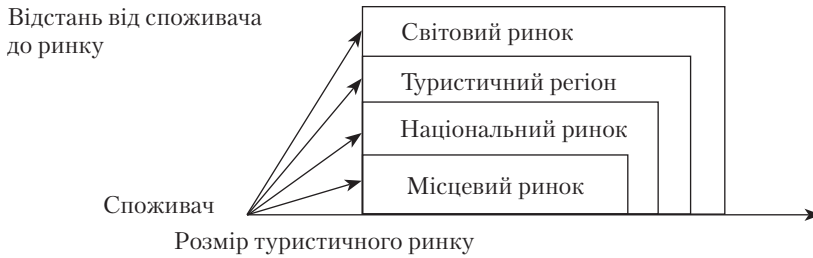 Відстань від споживача
до ринку
Світовий ринок
Туристичний регіон
Національний ринок
Місцевий ринок
Споживач
Розмір туристичного ринку